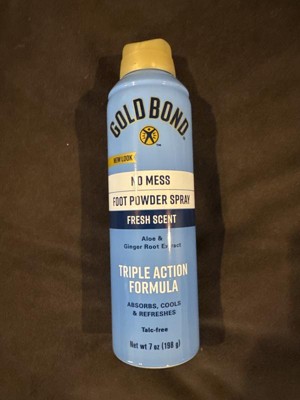 GOLD BOND
NEW LOOK
NO MESS
FOOT POWDER SPRAY
FRESH SCENT
Aloe &
Ginger Root Extract
TRIPLE ACTION
FORMULA
ABSORBS, COOLS
& REFRESHES
Talc-free
Net wt 7 oz (198 g)